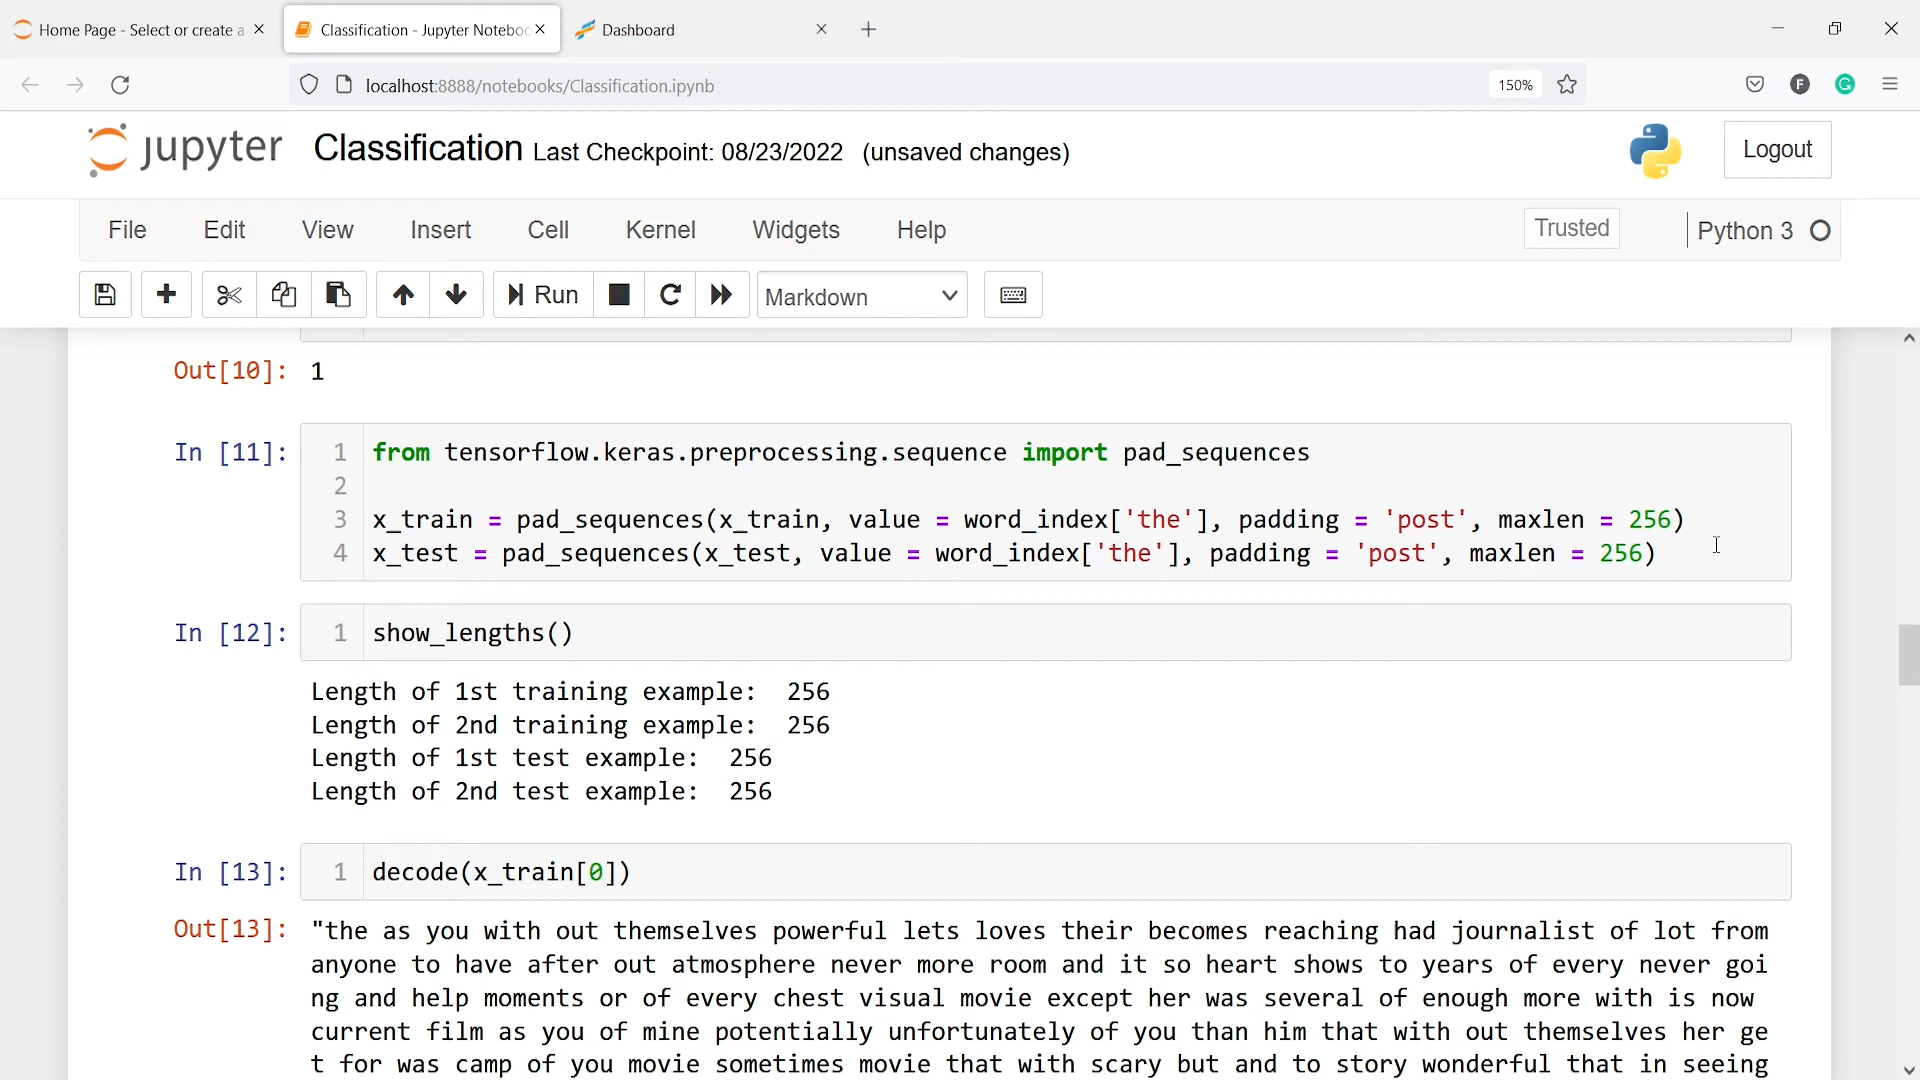 Home Page - Select or create a
Classification - Jupyter Noteboo
Dashboard
localhost:8888/notebooks/Classification.ipynb
150%
F
G
jupyter Classification Last Checkpoint: 08/23/2022 (unsaved changes)
Logout
File Edit View Insert Cell Kernel Widgets Help
Trusted
Python 3
Run
Markdown
Out[10]: 1
In [11]:
1 from tensorflow.keras.preprocessing.sequence import pad_sequences
2
3 x_train = pad_sequences(x_train, value = word_index['the'], padding = 'post', maxlen = 256)
4 x_test = pad_sequences(x_test, value = word_index['the'], padding = 'post', maxlen = 256)
In [12]: 1 show_lengths()
Length of 1st training example:  256
Length of 2nd training example:  256
Length of 1st test example:  256
Length of 2nd test example:  256
In [13]: 1 decode(x_train[0])
Out[13]: "the as you with out themselves powerful lets loves their becomes reaching had journalist of lot from
anyone to have after out atmosphere never more room and it so heart shows to years of every never goi
ng and help moments or of every chest visual movie except her was several of enough more with is now
current film as you of mine potentially unfortunately of you than him that with out themselves her ge
t for was camp of you movie sometimes movie that with scary but and to story wonderful that in seeing